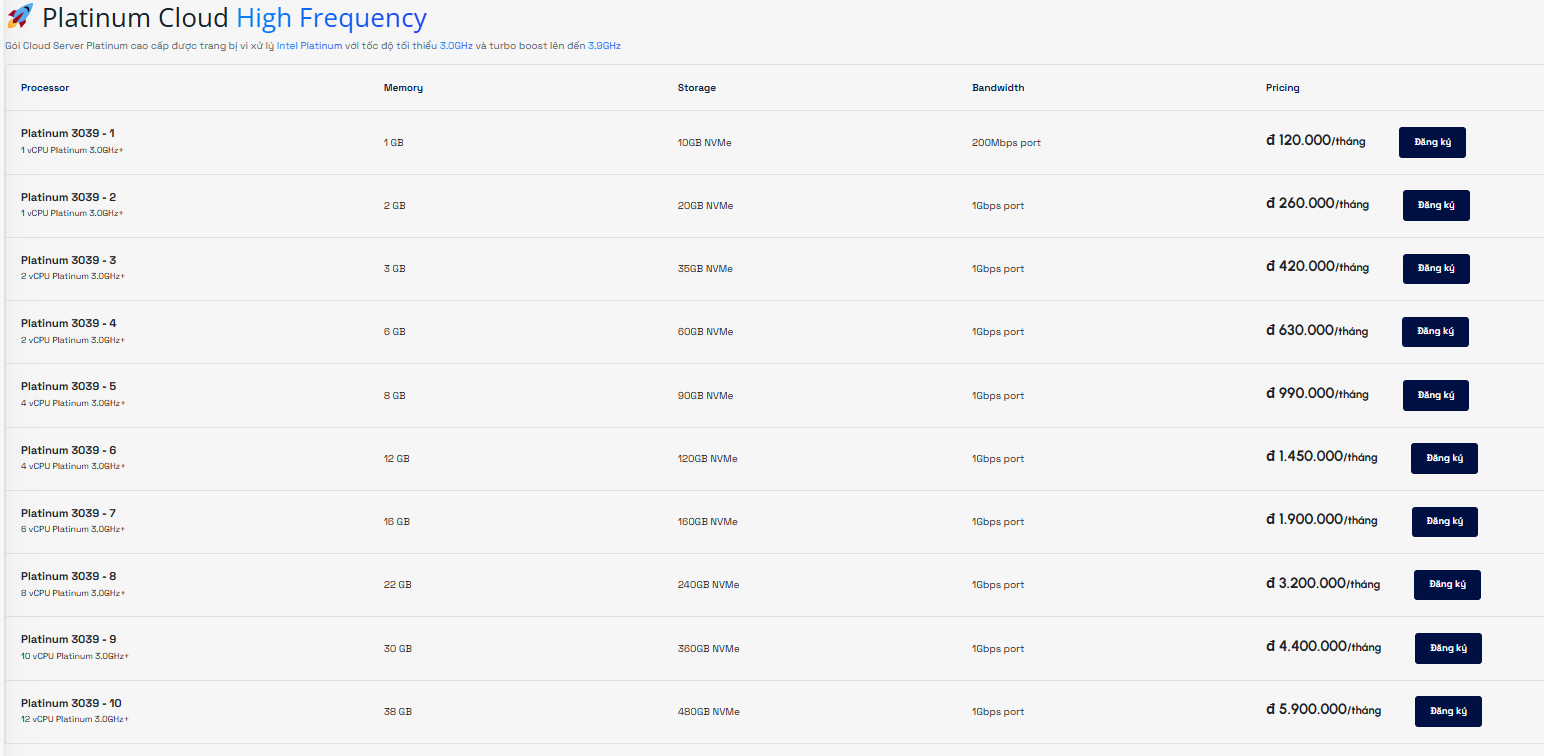 Platinum Cloud High Frequency
Gói Cloud Server Platinum cao cấp được trang bị vi xử lý Intel Platinum với tốc độ tối thiểu 3.0GHz và turbo boost lên đến 3.9GHz
Processor Memory Storage Bandwidth Pricing
Platinum 3039 - 1
1 vCPU Platinum 3.0GHz+
1 GB 10GB NVMe 200Mbps port đ 120.000/tháng Đăng ký
Platinum 3039 - 2
1 vCPU Platinum 3.0GHz+
2 GB 20GB NVMe 1Gbps port đ 260.000/tháng Đăng ký
Platinum 3039 - 3
2 vCPU Platinum 3.0GHz+
3 GB 35GB NVMe 1Gbps port đ 420.000/tháng Đăng ký
Platinum 3039 - 4
2 vCPU Platinum 3.0GHz+
6 GB 60GB NVMe 1Gbps port đ 630.000/tháng Đăng ký
Platinum 3039 - 5
4 vCPU Platinum 3.0GHz+
8 GB 90GB NVMe 1Gbps port đ 990.000/tháng Đăng ký
Platinum 3039 - 6
4 vCPU Platinum 3.0GHz+
12 GB 120GB NVMe 1Gbps port đ 1.450.000/tháng Đăng ký
Platinum 3039 - 7
6 vCPU Platinum 3.0GHz+
16 GB 160GB NVMe 1Gbps port đ 1.900.000/tháng Đăng ký
Platinum 3039 - 8
8 vCPU Platinum 3.0GHz+
22 GB 240GB NVMe 1Gbps port đ 3.200.000/tháng Đăng ký
Platinum 3039 - 9
10 vCPU Platinum 3.0GHz+
30 GB 360GB NVMe 1Gbps port đ 4.400.000/tháng Đăng ký
Platinum 3039 - 10
12 vCPU Platinum 3.0GHz+
38 GB 480GB NVMe 1Gbps port đ 5.900.000/tháng Đăng ký